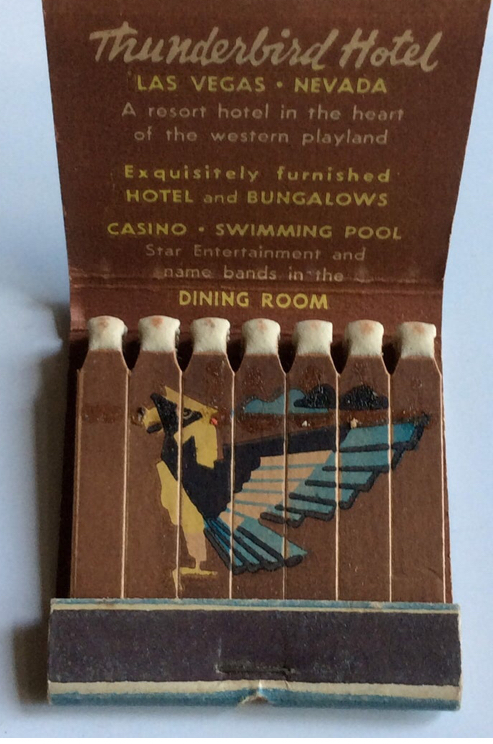 Thunderbird Hotel
LAS VEGAS • NEVADA
A resort hotel in the heart
of the western playland
Exquisitely furnished
HOTEL and BUNGALOWS
CASINO • SWIMMING POOL
Star Entertainment and
name bands in the
DINING ROOM